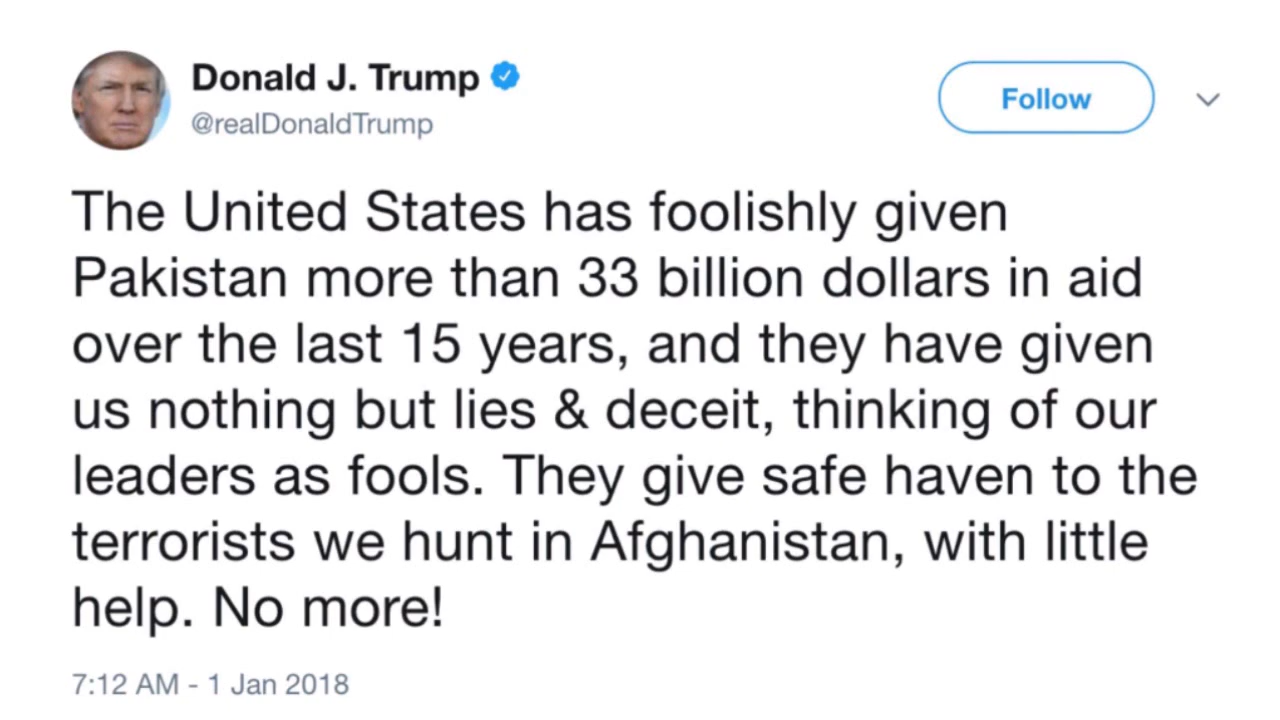 Donald J. Trump
@realDonaldTrump
Follow
The United States has foolishly given
Pakistan more than 33 billion dollars in aid
over the last 15 years, and they have given
us nothing but lies & deceit, thinking of our
leaders as fools. They give safe haven to the
terrorists we hunt in Afghanistan, with little
help. No more!
7:12 AM - 1 Jan 2018